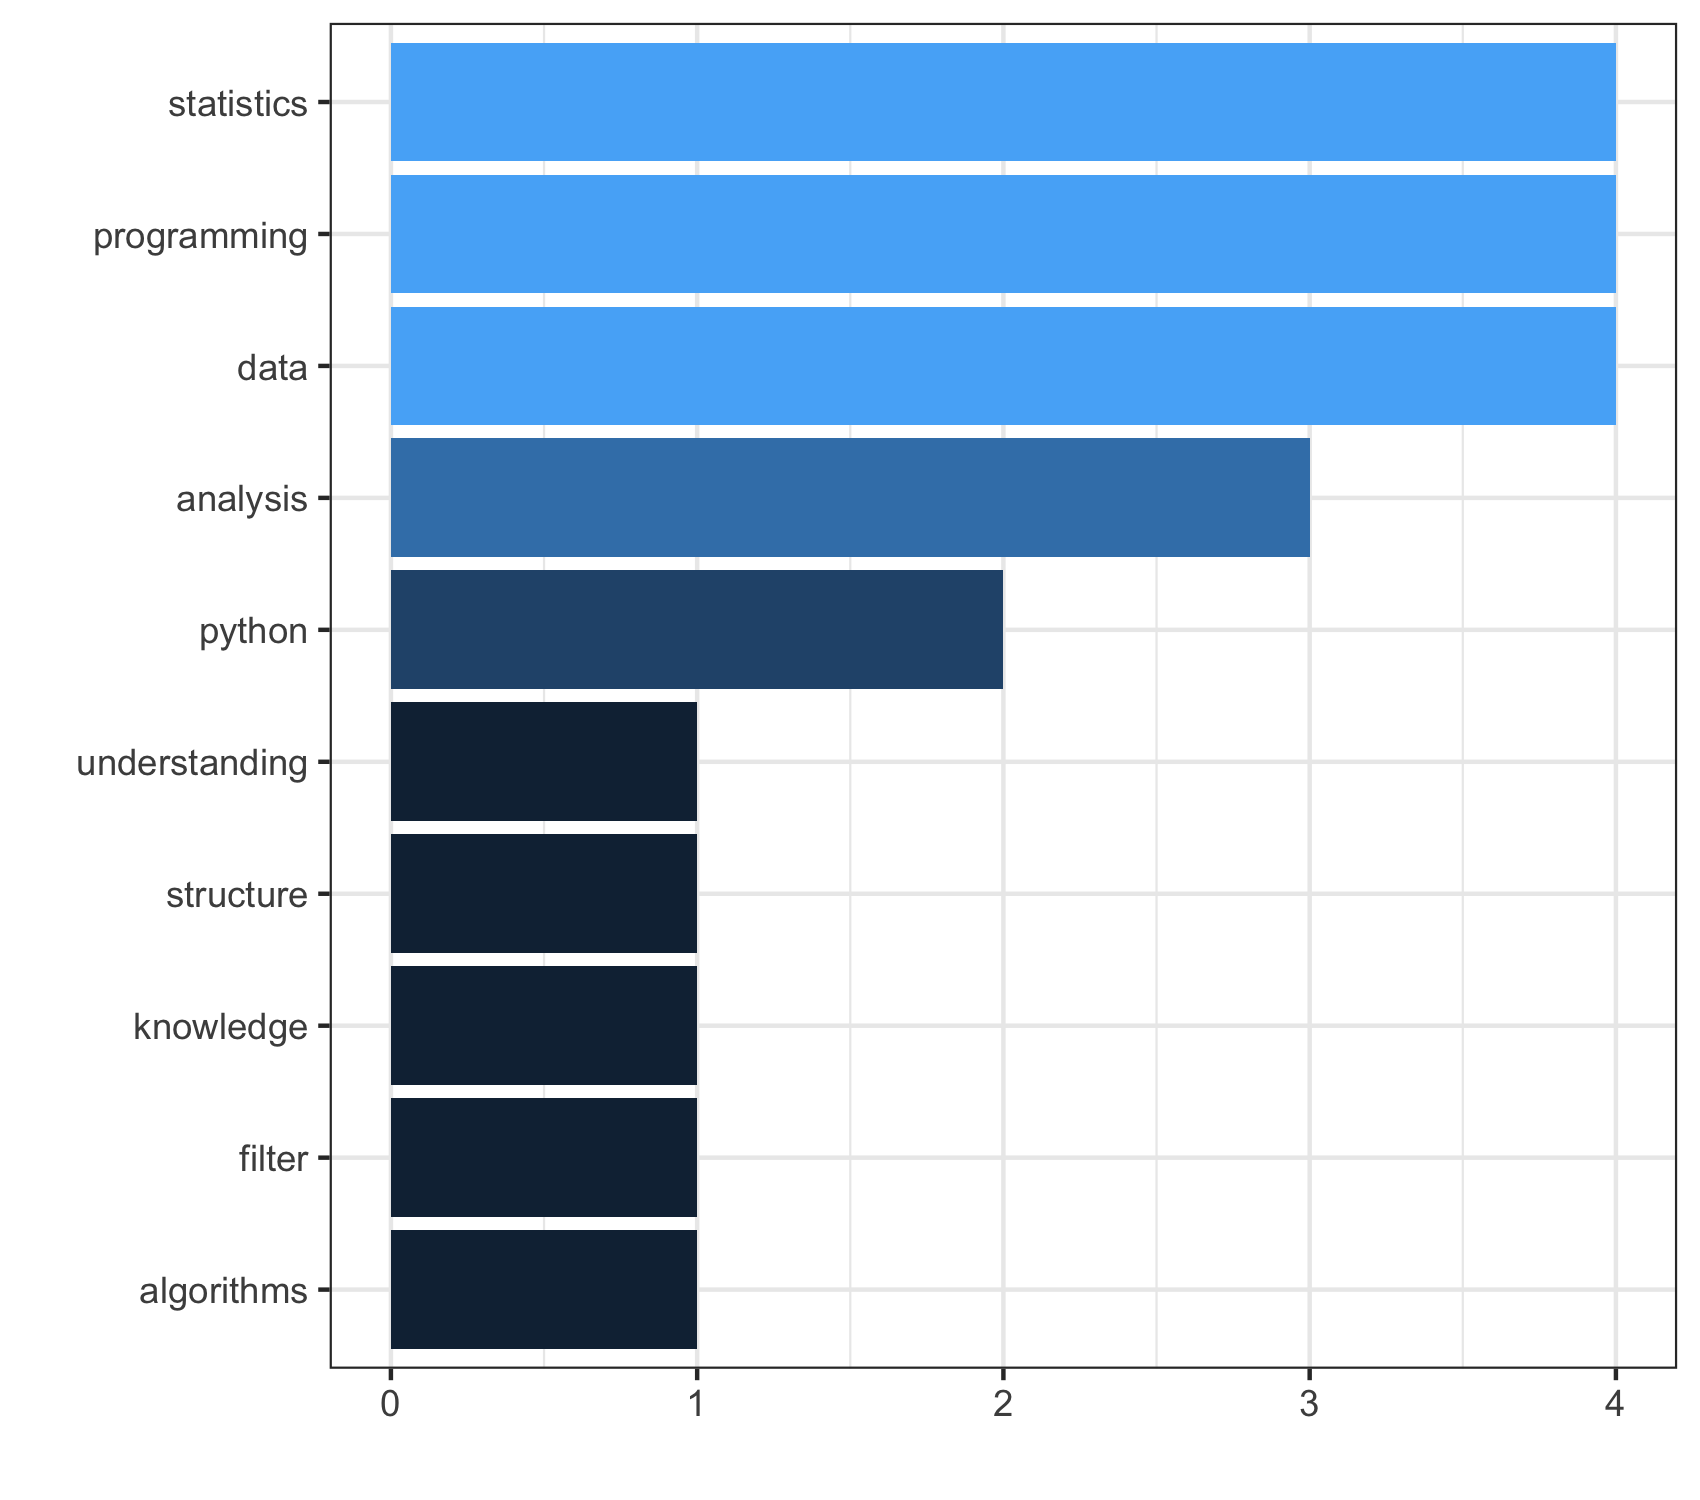 statistics
programming
data
analysis
python
understanding
structure
knowledge
filter
algorithms
0 1 2 3 4